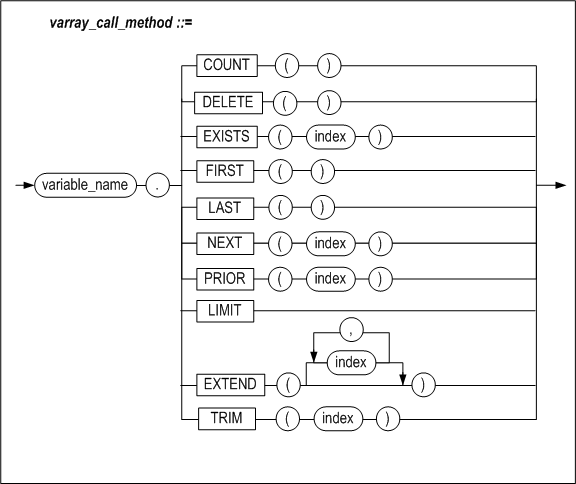 varray_call_method ::=
COUNT ( )
DELETE ( )
EXISTS ( index )
FIRST ( )
variable_name .
LAST ( )
NEXT ( index )
PRIOR ( index )
LIMIT
,
index
EXTEND ( )
TRIM ( index )